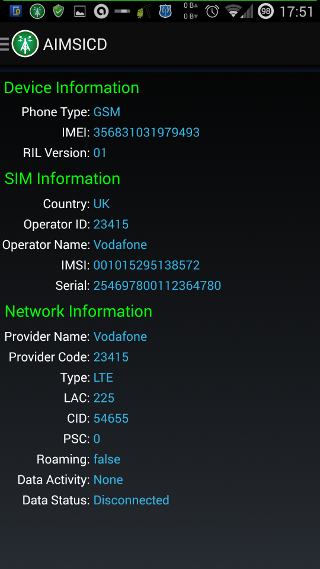 0 B↓
0 B↑
98
17:51
AIMSICD
Device Information
Phone Type: GSM
IMEI: 356831031979493
RIL Version: 01
SIM Information
Country: UK
Operator ID: 23415
Operator Name: Vodafone
IMSI: 001015295138572
Serial: 254697800112364780
Network Information
Provider Name: Vodafone
Provider Code: 23415
Type: LTE
LAC: 225
CID: 54655
PSC: 0
Roaming: false
Data Activity: None
Data Status: Disconnected